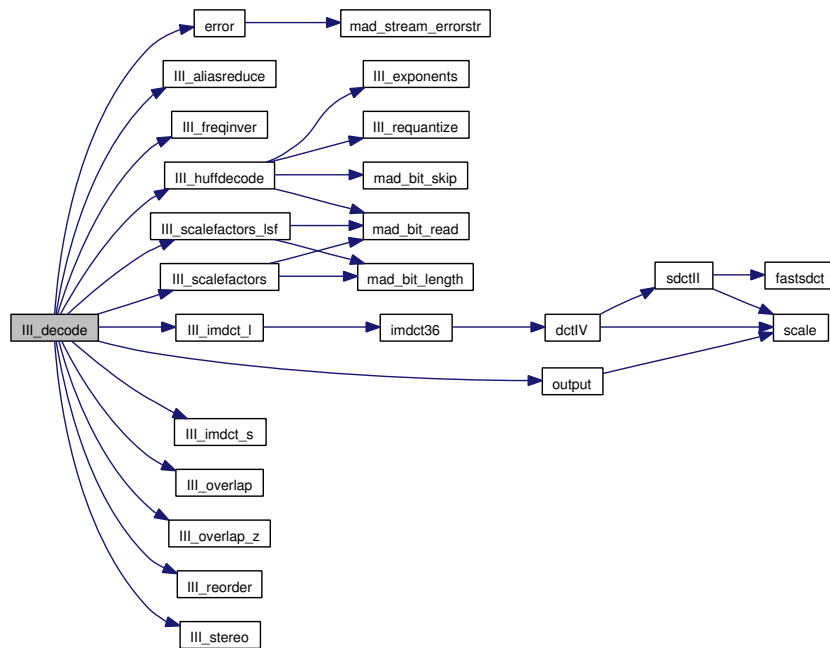 error
mad_stream_errorstr
III_aliasreduce
III_exponents
III_freqinver
III_requantize
III_huffdecode
mad_bit_skip
III_scalefactors_lsf
mad_bit_read
III_scalefactors
mad_bit_length
sdctII
fastsdct
III_decode
III_imdct_l
imdct36
dctIV
scale
output
III_imdct_s
III_overlap
III_overlap_z
III_reorder
III_stereo